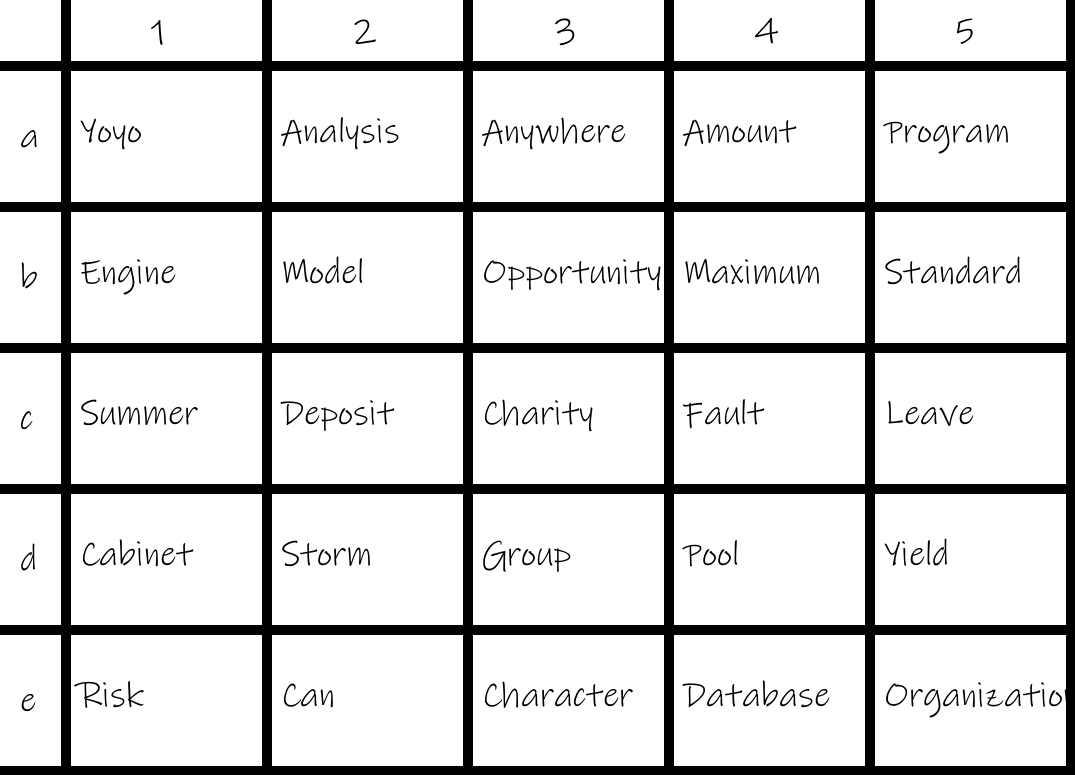 1 2 3 4 5
a Yoyo Analysis Anywhere Amount Program
b Engine Model Opportunity Maximum Standard
c Summer Deposit Charity Fault Leave
d Cabinet Storm Group Pool Yield
e Risk Can Character Database Organizatio